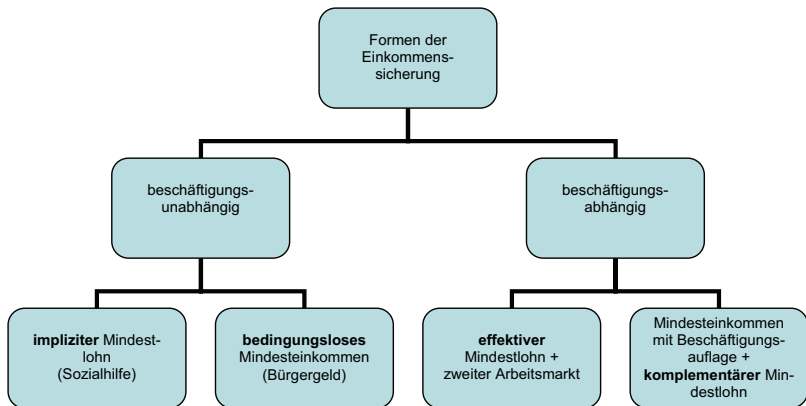 Formen der
Einkommens-
sicherung
beschäftigungs-
unabhängig
beschäftigungs-
abhängig
impliziter Mindest-
lohn
(Sozialhilfe)
bedingungsloses
Mindesteinkommen
(Bürgergeld)
effektiver
Mindestlohn +
zweiter Arbeitsmarkt
Mindesteinkommen
mit Beschäftigungs-
auflage +
komplementärer Min-
destlohn